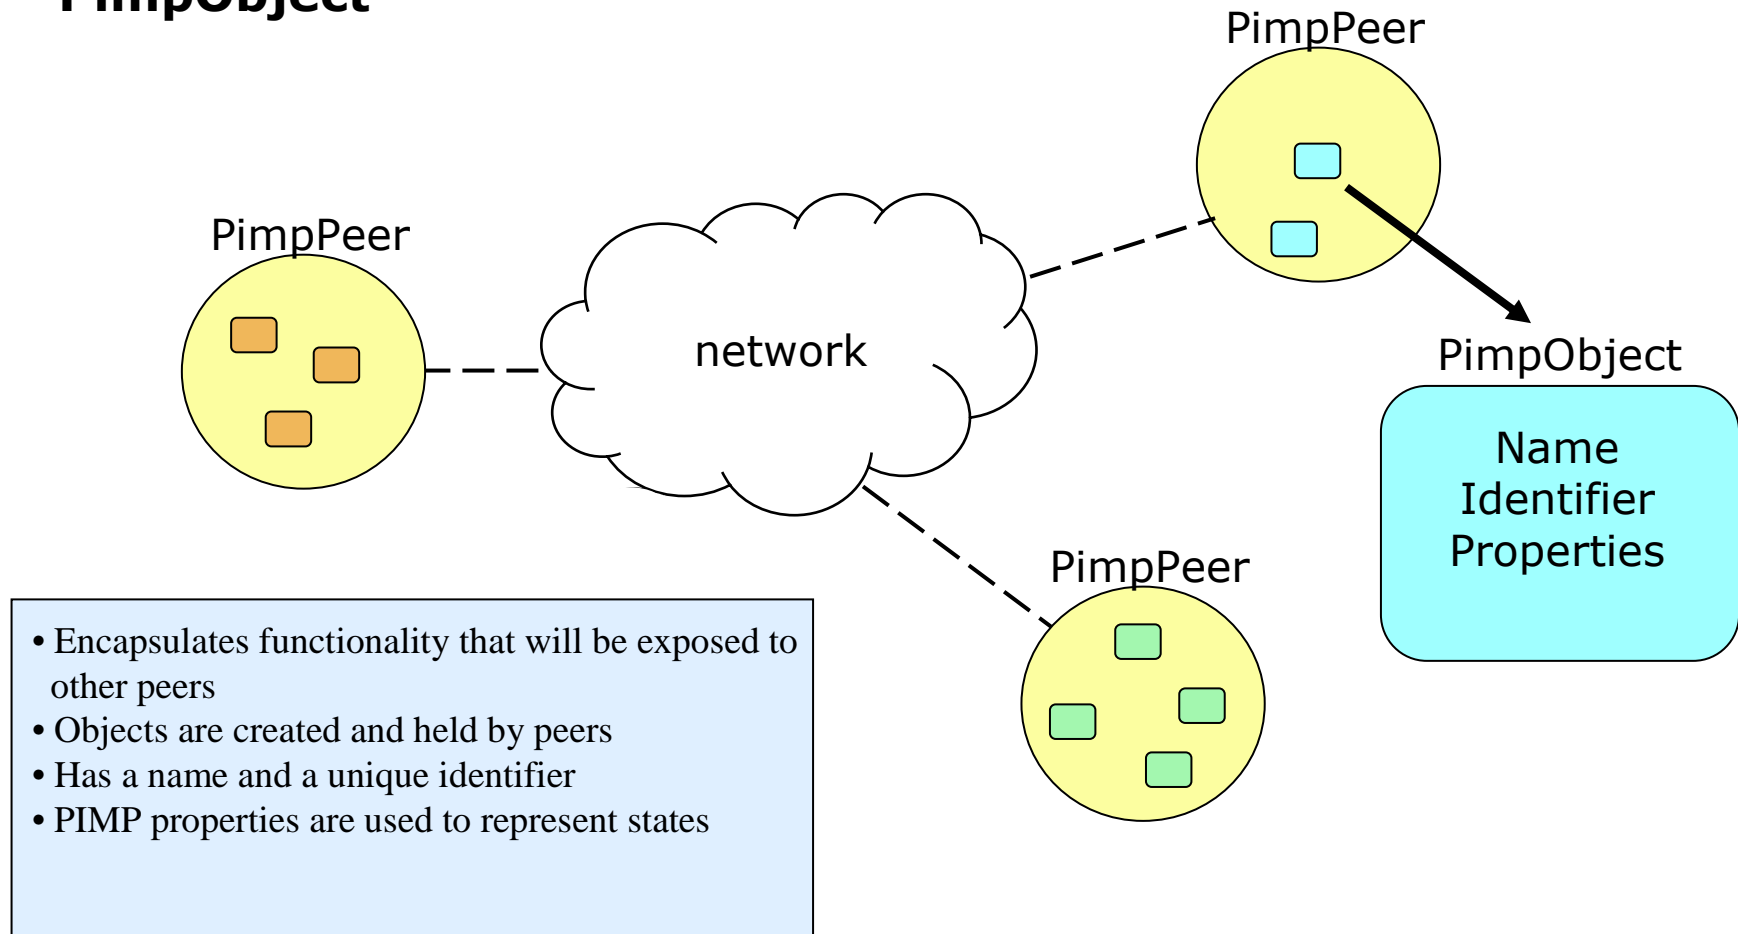 PimpObject
PimpPeer
PimpPeer
network
PimpObject
Name
Identifier
Properties
PimpPeer
• Encapsulates functionality that will be exposed to
other peers
• Objects are created and held by peers
• Has a name and a unique identifier
• PIMP properties are used to represent states